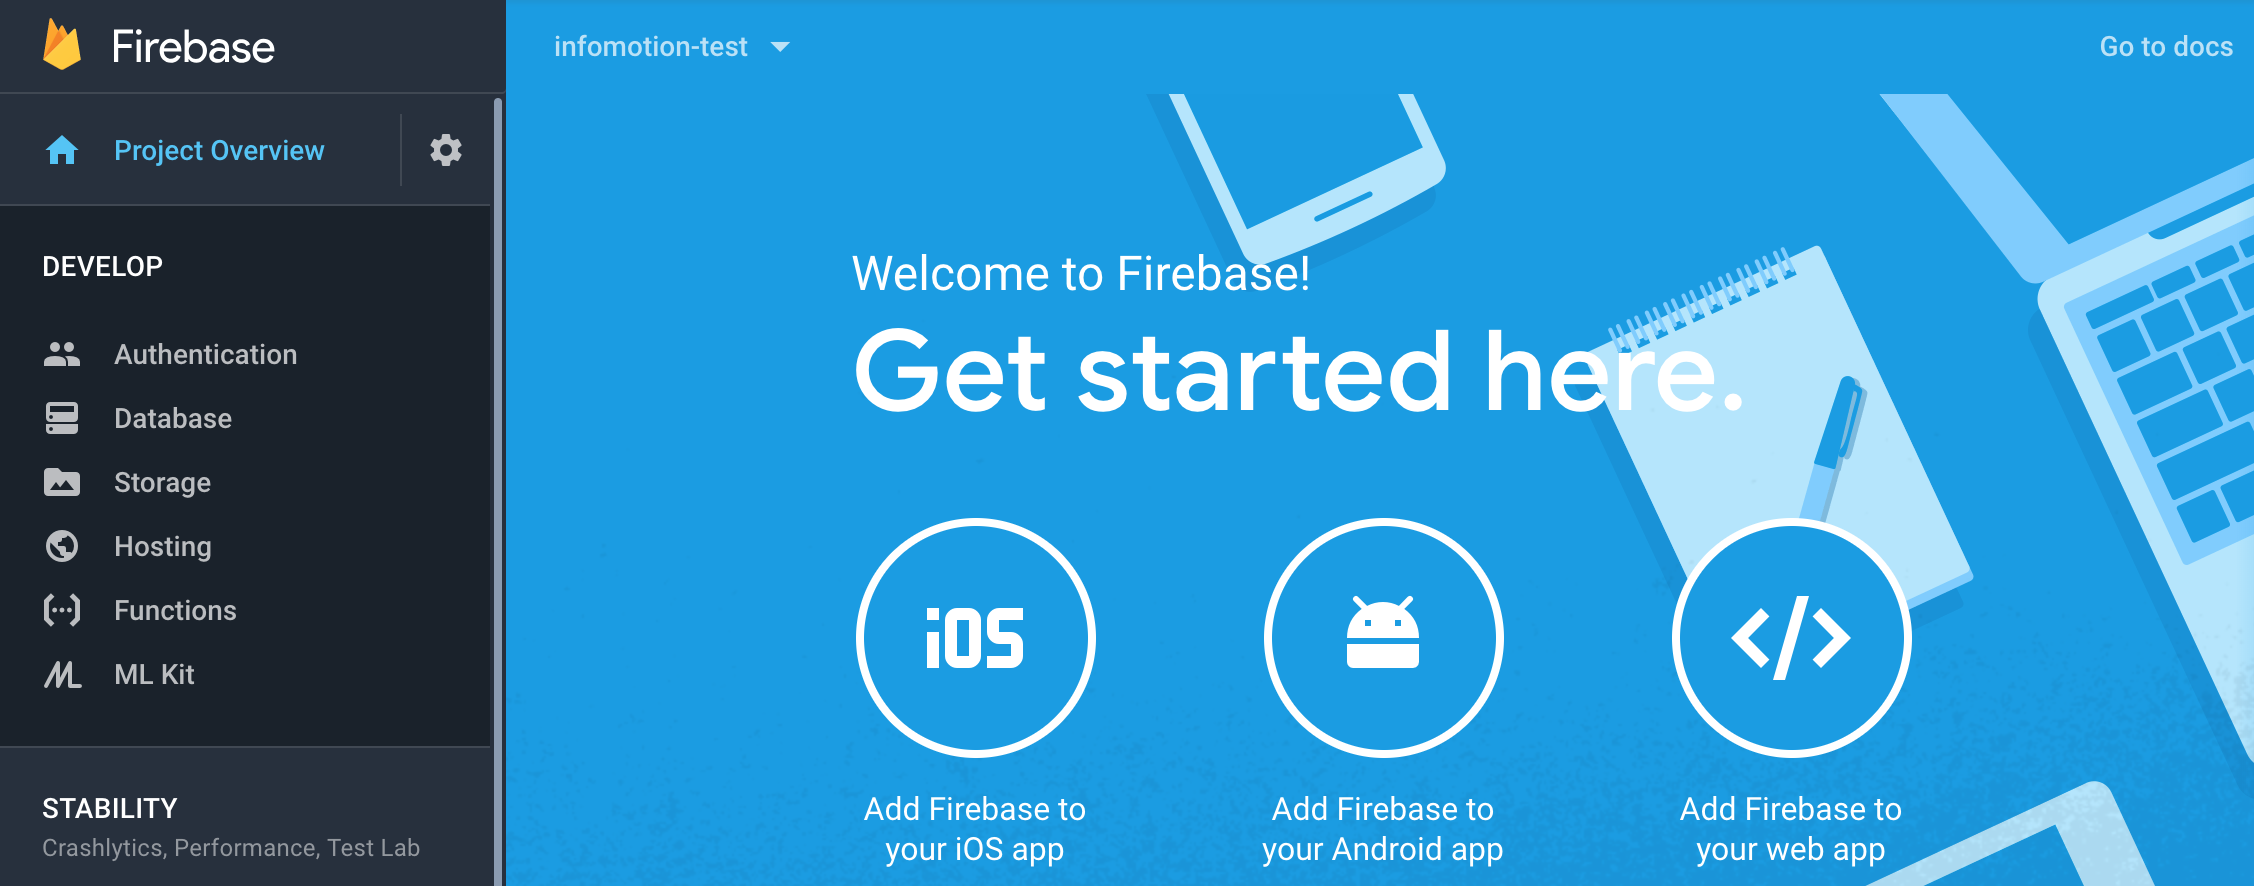 Firebase
infomotion-test
Go to docs
Project Overview
DEVELOP
Authentication
Database
Storage
Hosting
Functions
ML Kit
STABILITY
Crashlytics, Performance, Test Lab
Welcome to Firebase!
Get started here.
iOS
Add Firebase to
your iOS app
Add Firebase to
your Android app
</>
Add Firebase to
your web app